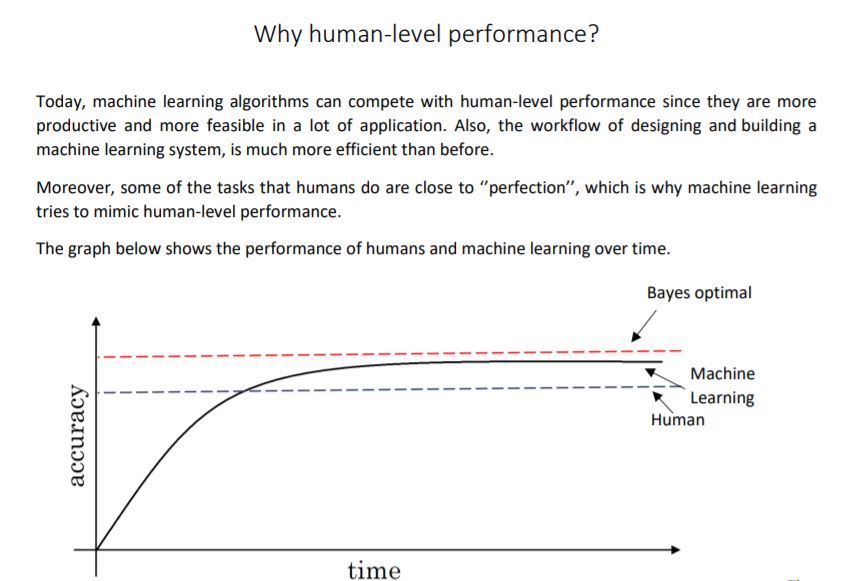 Why human-level performance?
Today, machine learning algorithms can compete with human-level performance since they are more
productive and more feasible in a lot of application. Also, the workflow of designing and building a
machine learning system, is much more efficient than before.
Moreover, some of the tasks that humans do are close to “perfection”, which is why machine learning
tries to mimic human-level performance.
The graph below shows the performance of humans and machine learning over time.
Bayes optimal
Machine
Learning
Human
accuracy
time